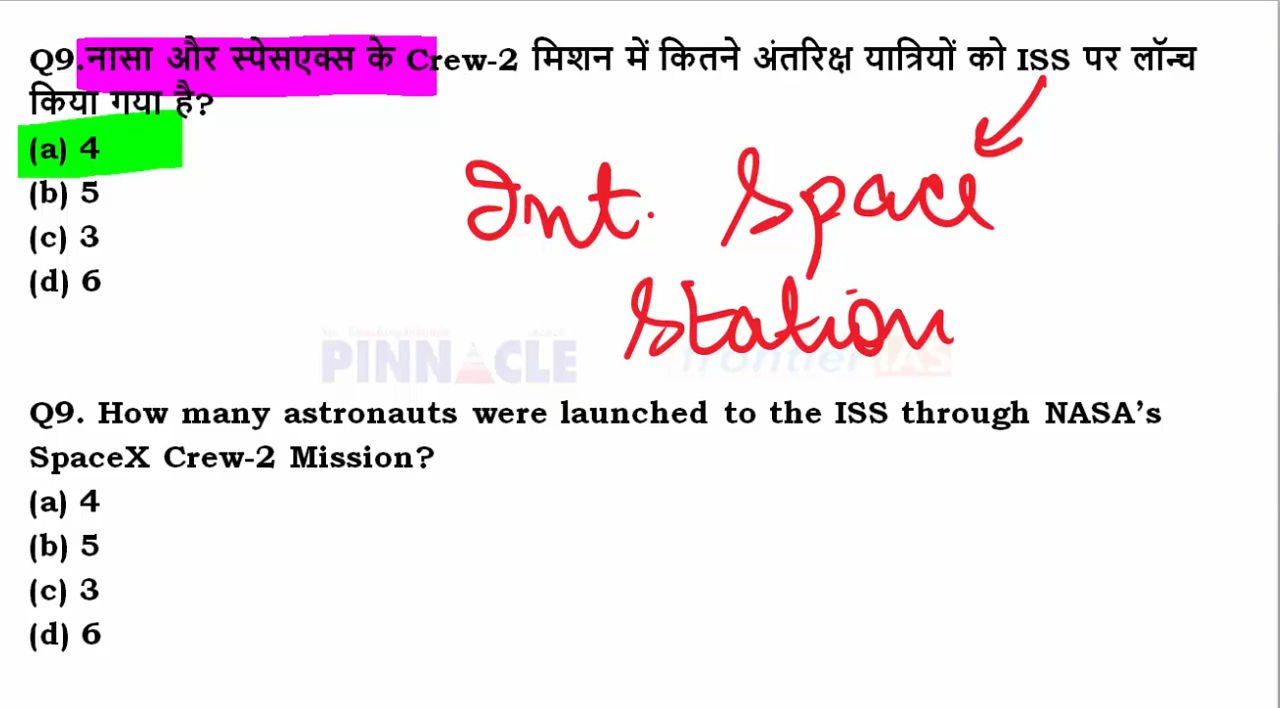 Q9.नासा और स्पेसएक्स के Crew-2 मिशन में कितने अंतरिक्ष यात्रियों को ISS पर लॉन्च
किया गया है?
(a) 4
(b) 5
(c) 3
(d) 6
Int. Space
Station
PINNACLE
frontier IAS
Q9. How many astronauts were launched to the ISS through NASA’s
SpaceX Crew-2 Mission?
(a) 4
(b) 5
(c) 3
(d) 6